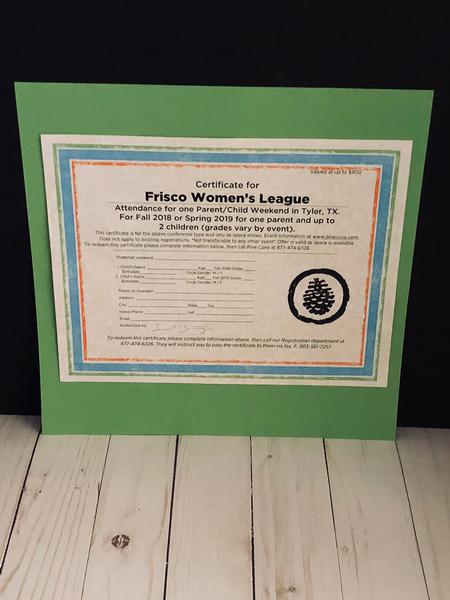 Valued at up to $400
Certificate for
Frisco Women's League
Attendance for one Parent/Child Weekend in Tyler, TX.
For Fall 2018 or Spring 2019 for one parent and up to
2 children (grades vary by event).
This certificate is for the above conference type and only as space allows. Event information at www.pinecove.com.
Does not apply to existing registrations. *Not transferable to any other event* Offer is valid as space is available.
To redeem this certificate please complete information below, then call Pine Cove at 877-474-6326
Preferred weekend:
1. Child's Name Age Fall 2018 Grade
Birthdate Circle Gender: M / F
2. Child's Name Age Fall 2018 Grade
Birthdate Circle Gender: M / F
Parent or Guardian
Address
City State Zip
Home Phone Cell
Email
Authorized by:
To redeem this certificate please complete information above, then call our Registration department at
877-474-6326. They will instruct you to pass the certificate to them via fax. F. 903-561-7257